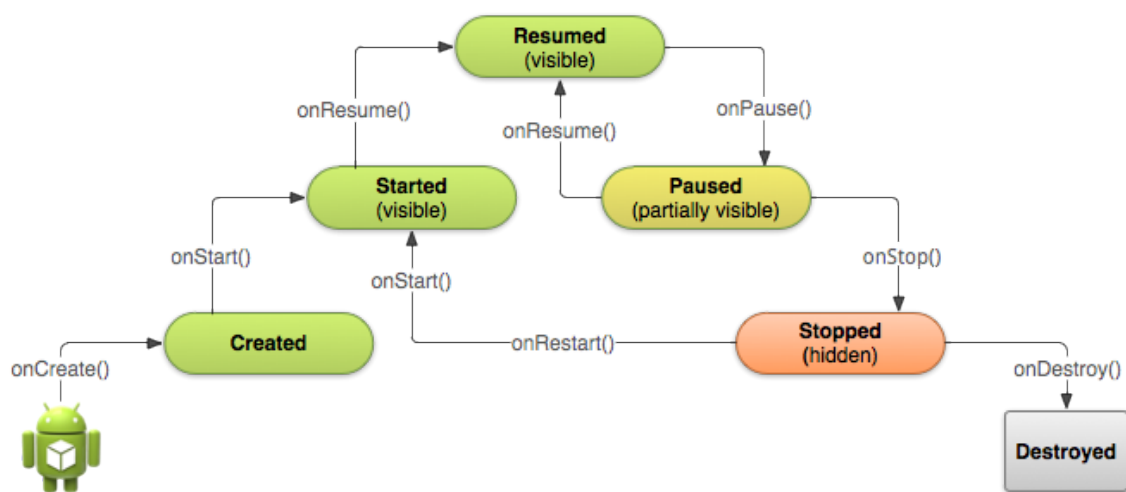 Resumed
(visible)
onResume()
onResume()
onPause()
Started
(visible)
Paused
(partially visible)
onStart()
onStart()
onStop()
Created
onRestart()
Stopped
(hidden)
onCreate()
onDestroy()
Destroyed